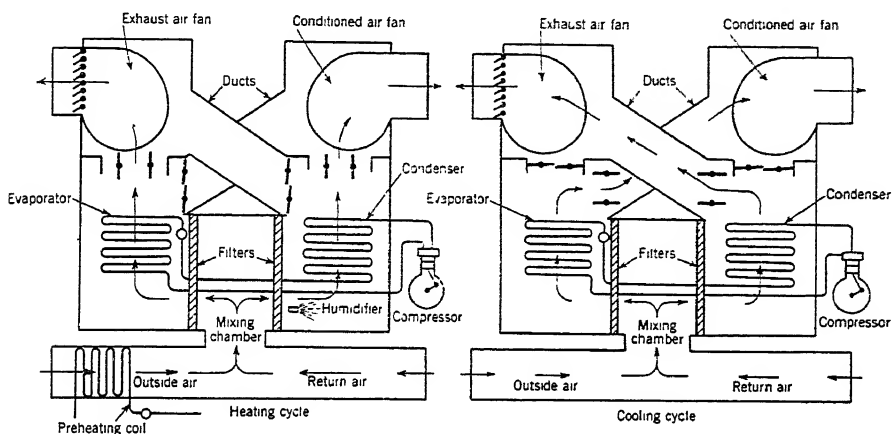 Exhaust air fan
Conditioned air fan
Ducts
Evaporator
Condenser
Filters
Humidifier
Mixing
chamber
Compressor
Outside air
Return air
Heating cycle
Preheating coil
Exhaust air
fan
Conditioned air fan
Ducts
Evaporator
Condenser
Filters
Mixing
chamber
Compressor
Outside air
Return air
Cooling cycle